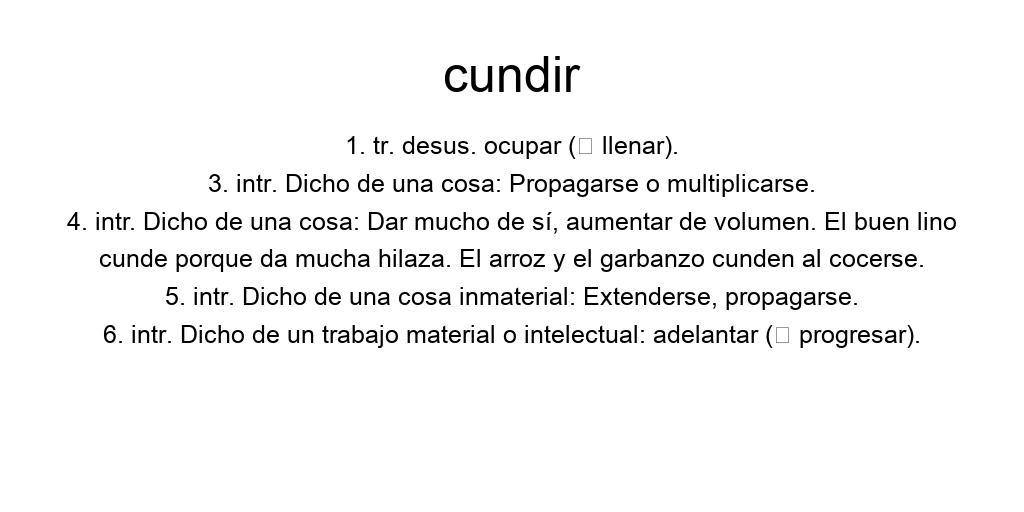 cundir
1. tr. desus. ocupar (□ llenar).
3. intr. Dicho de una cosa: Propagarse o multiplicarse.
4. intr. Dicho de una cosa: Dar mucho de sí, aumentar de volumen. El buen lino
cunde porque da mucha hilaza. El arroz y el garbanzo cunden al cocerse.
5. intr. Dicho de una cosa inmaterial: Extenderse, propagarse.
6. intr. Dicho de un trabajo material o intelectual: adelantar (□ progresar).